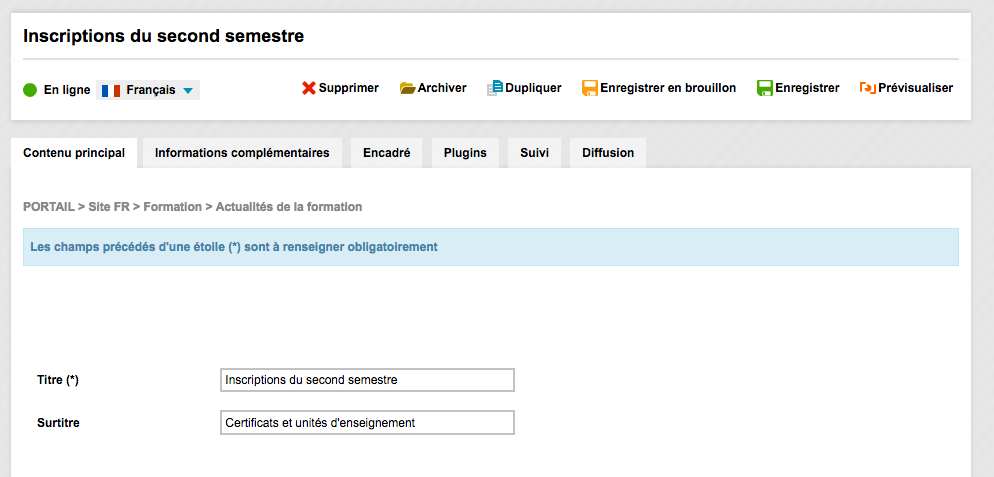 Inscriptions du second semestre
En ligne Français Supprimer Archiver Dupliquer Enregistrer en brouillon Enregistrer Prévisualiser
Contenu principal Informations complémentaires Encadré Plugins Suivi Diffusion
PORTAIL > Site FR > Formation > Actualités de la formation
Les champs précédés d'une étoile (*) sont à renseigner obligatoirement
Titre (*) Inscriptions du second semestre
Surtitre Certificats et unités d'enseignement